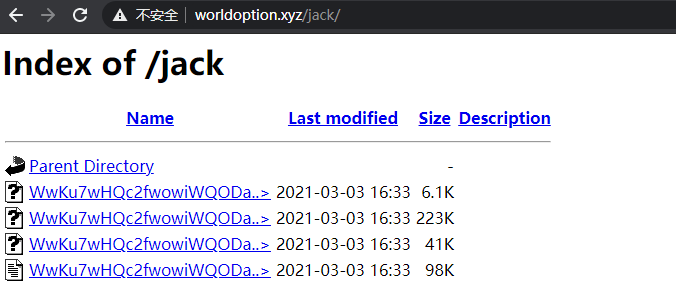 不安全 | worldoption.xyz/jack/
Index of /jack
Name Last modified Size Description
Parent Directory -
WwKu7wHQc2fwowiWQODa..> 2021-03-03 16:33 6.1K
WwKu7wHQc2fwowiWQODa..> 2021-03-03 16:33 223K
WwKu7wHQc2fwowiWQODa..> 2021-03-03 16:33 41K
WwKu7wHQc2fwowiWQODa..> 2021-03-03 16:33 98K